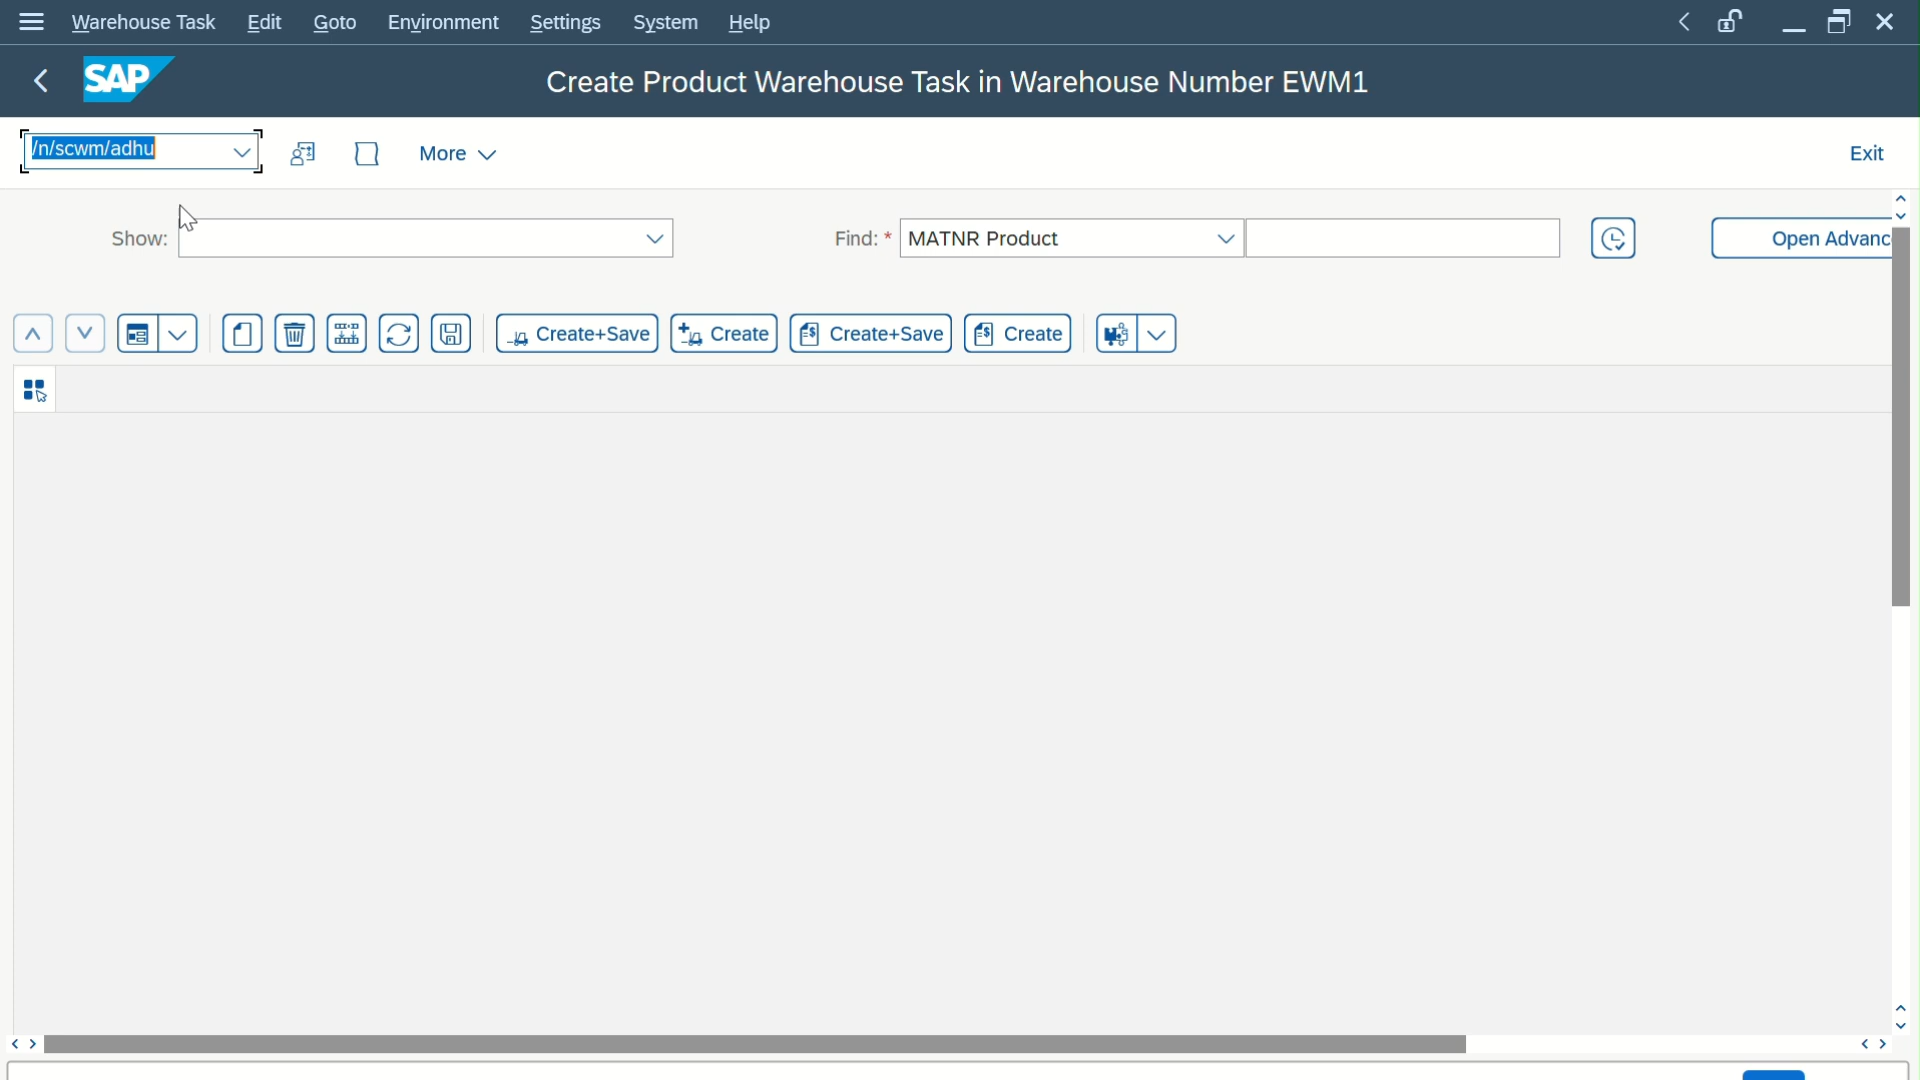 Warehouse Task Edit Goto Environment Settings System Help
SAP Create Product Warehouse Task in Warehouse Number EWM1
/n/scwm/adhu More Exit
Show: Find: * MATNR Product Open Advanc
Create+Save Create Create+Save Create